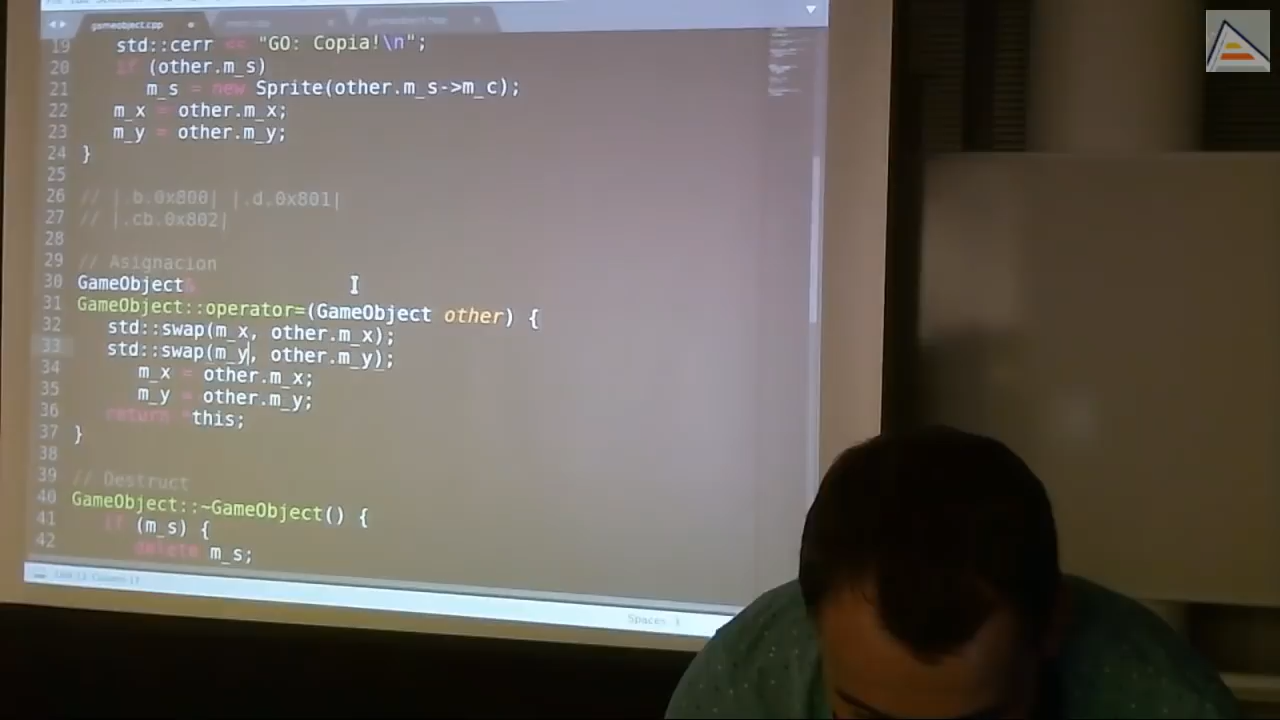 gameobject.cpp
19 std::cerr << "GO: Copia!\n";
20 if (other.m_s)
21 m_s = new Sprite(other.m_s->m_c);
22 m_x = other.m_x;
23 m_y = other.m_y;
24 }
25
26 // |.b.0x800| |.d.0x801|
27 // |.cb.0x802|
28
29 // Asignacion
30 GameObject&
31 GameObject::operator=(GameObject other) {
32 std::swap(m_x, other.m_x);
33 std::swap(m_y, other.m_y);
34 m_x = other.m_x;
35 m_y = other.m_y;
36 return *this;
37 }
38
39 // Destruct
40 GameObject::~GameObject() {
41 if (m_s) {
42 delete m_s;